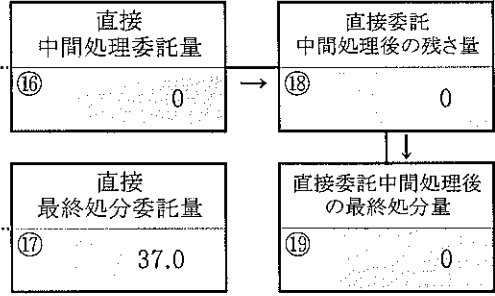 直接
中間処理委託量
⑯
0
→
直接委託
中間処理後の残さ量
⑱
0
↓
直接
最終処分委託量
⑰
37.0
直接委託中間処理後
の最終処分量
⑲
0